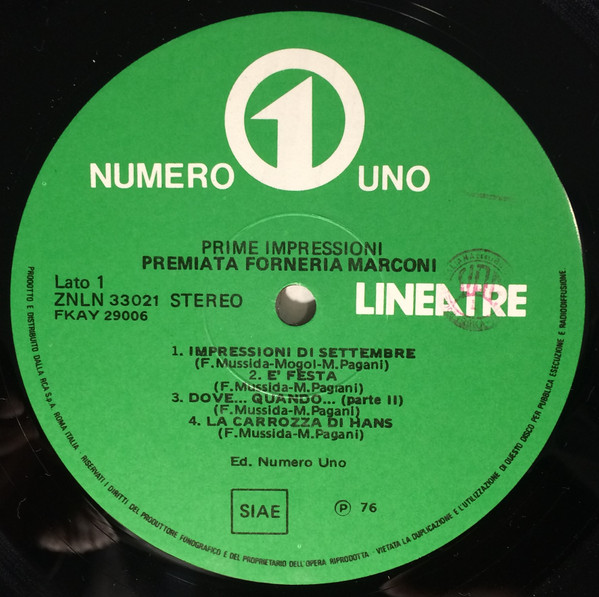 1
NUMERO UNO
PRIME IMPRESSIONI
PREMIATA FORNERIA MARCONI
Lato 1
ZNLN 33021 STEREO
FKAY 29006
LINEATRE
1. IMPRESSIONI DI SETTEMBRE
(F. Mussida-Mogol-M. Pagani)
2. E' FESTA
(F. Mussida-M. Pagani)
3. DOVE... QUANDO... (parte II)
(F. Mussida-M. Pagani)
4. LA CARROZZA DI HANS
(F. Mussida-M. Pagani)
Ed. Numero Uno
SIAE
Ⓟ 76
PRODOTTO E DISTRIBUITO DALLA RCA S.p.A. ROMA ITALIA - RISERVATI I DIRITTI DEL PRODUTTORE FONOGRAFICO E DEL PROPRIETARIO DELL'OPERA RIPRODOTTA - VIETATA LA DUPLICAZIONE E L'UTILIZZAZIONE DI QUESTO DISCO PER PUBBLICA ESECUZIONE E RADIODIFFUSIONE.